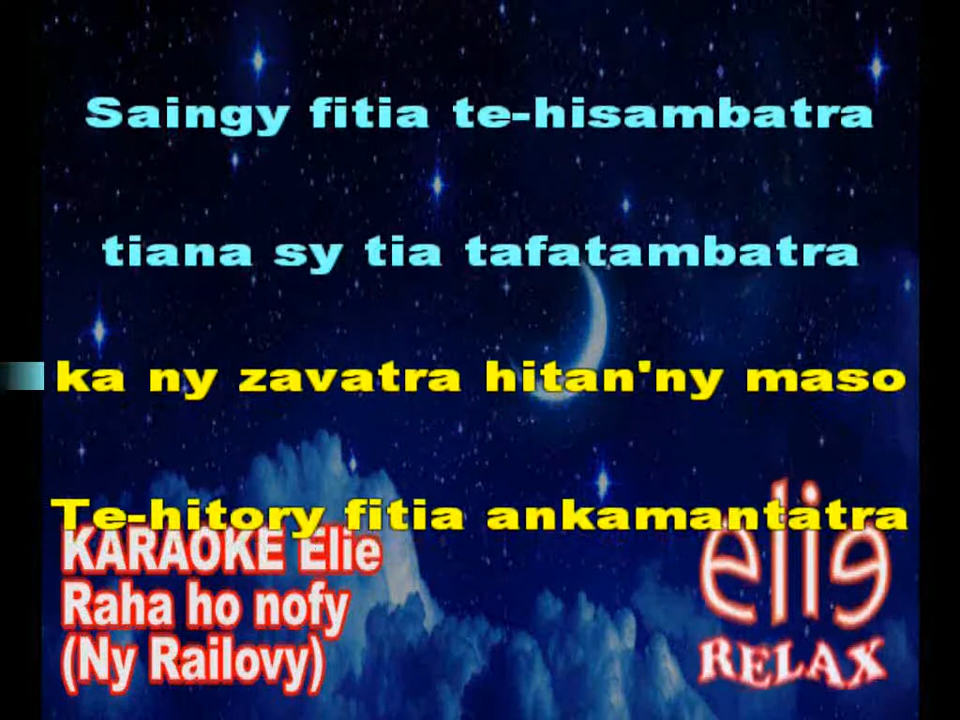 Saingy fitia te-hisambatra
tiana sy tia tafatambatra
ka ny zavatra hitan'ny maso
Te-hitory fitia ankamantatra
KARAOKE Elie
Raha ho nofy
(Ny Railovy)
elie
RELAX